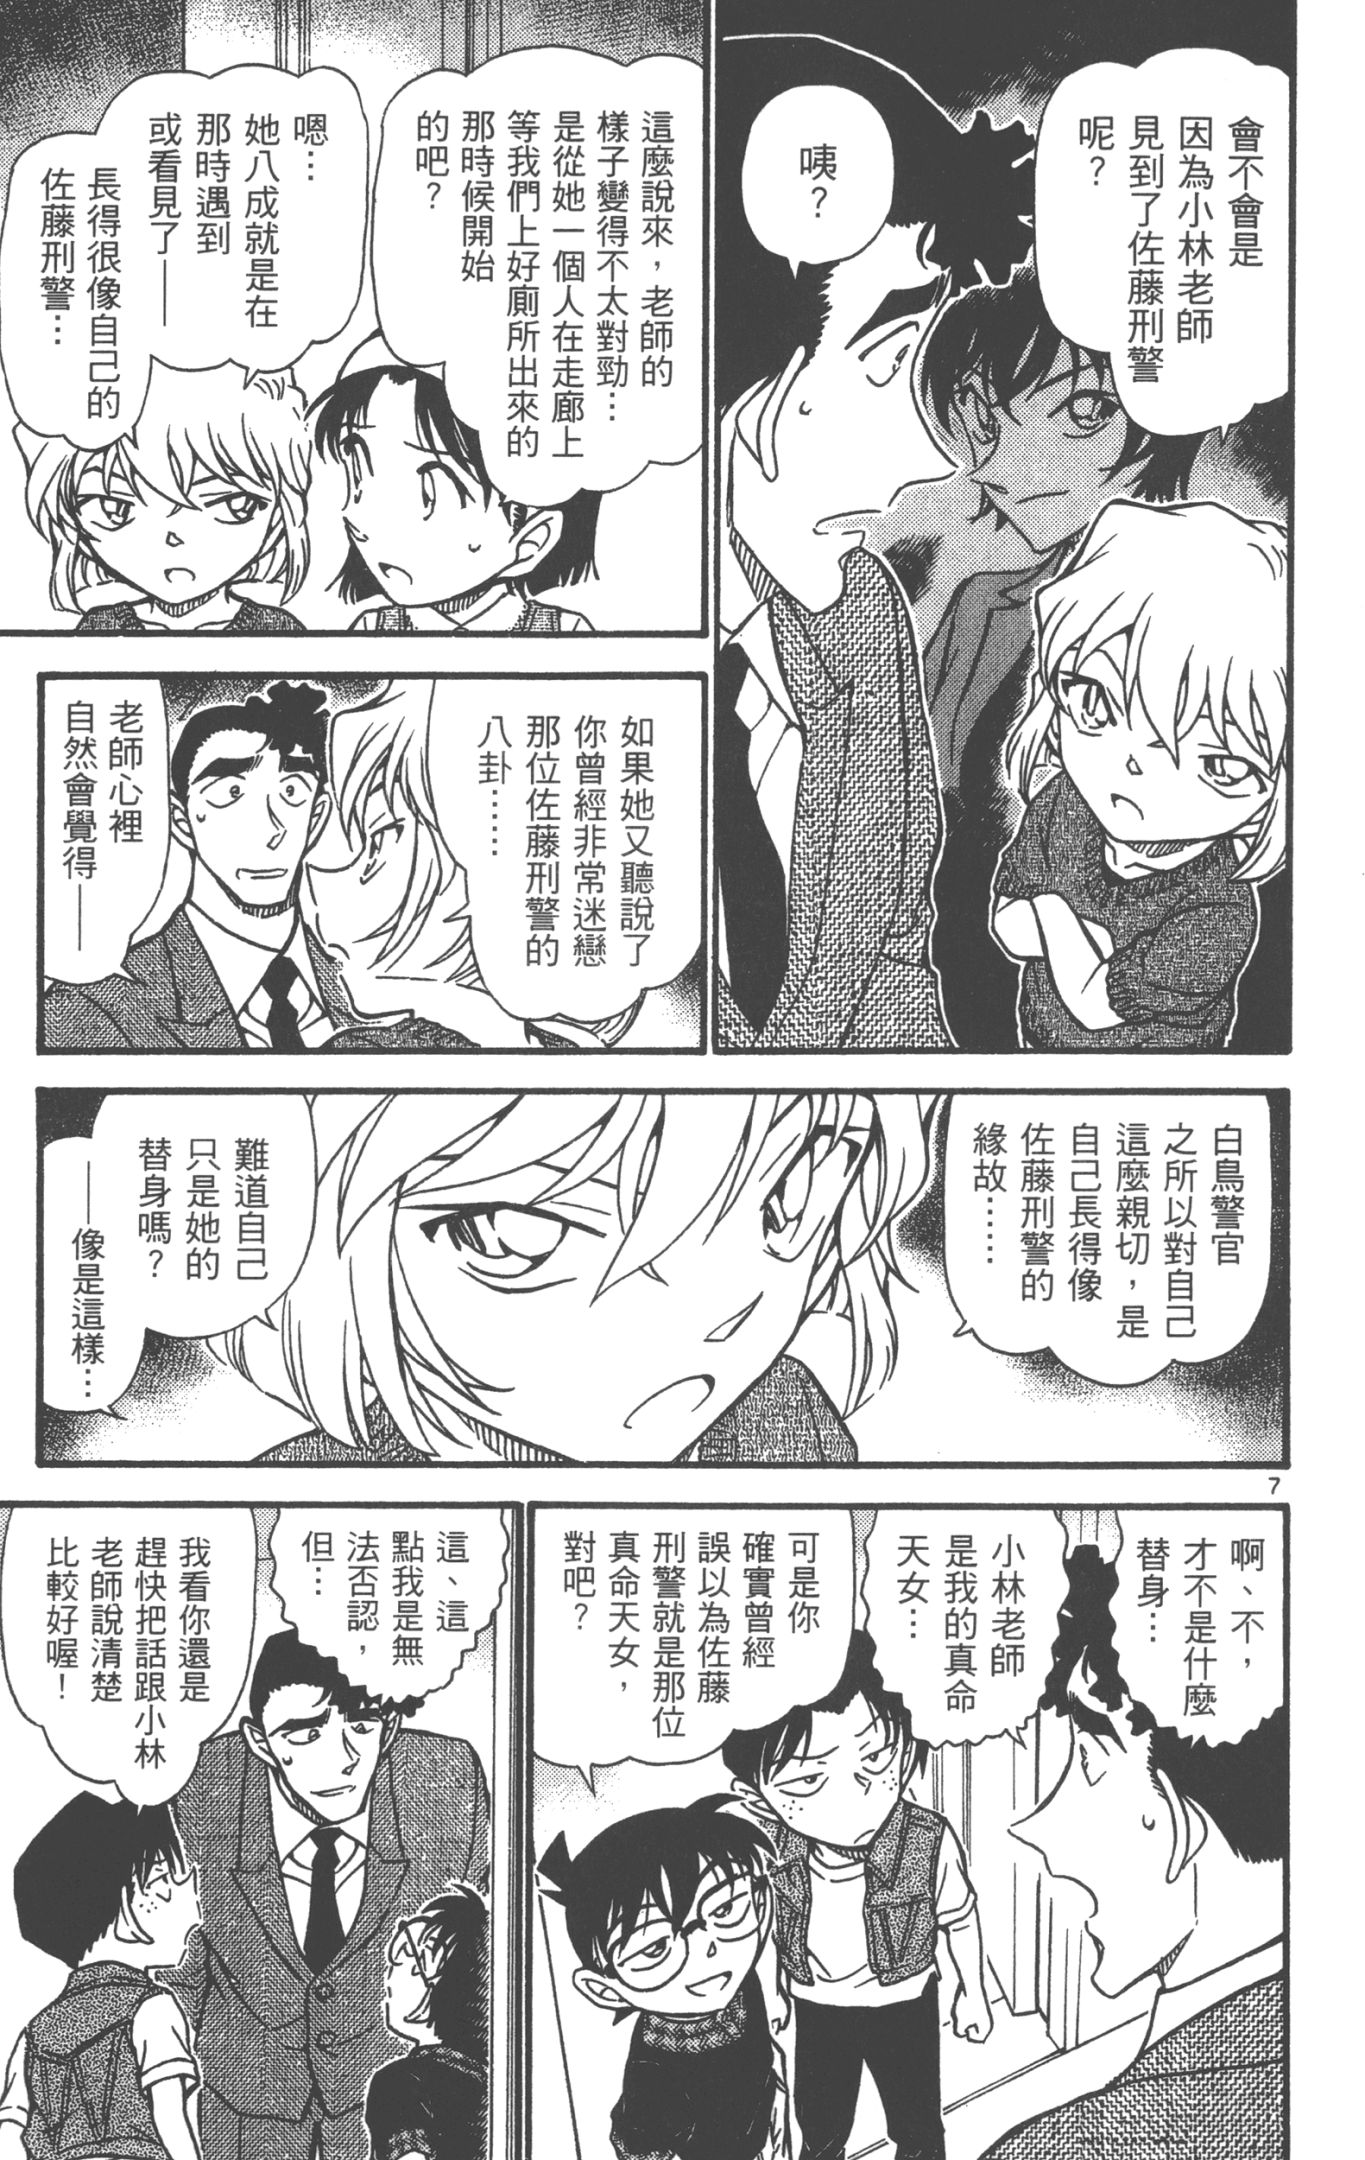 會不會是
因為小林老師
見到了佐藤刑警
呢？
咦？
這麼說來，老師的
樣子變得不太對勁…
是從她一個人在走廊上
等我們上好廁所出來的
那時候開始
的吧？
嗯…
她八成就是在
那時遇到
或看見了——
長得很像自己的
佐藤刑警…
如果她又聽說了
你曾經非常迷戀
那位佐藤刑警的
八卦……
老師心裡
自然會覺得——
白鳥警官
之所以對自己
這麼親切，是
自己長得像
佐藤刑警的
緣故……
難道自己
只是她的
替身嗎？
——像是這樣…
7
啊、不，
才不是什麼
替身…
小林老師
是我的真命
天女…
可是你
確實曾經
誤以為佐藤
刑警就是那位
真命天女，
對吧？
這、這
點我是無
法否認，
但…
我看你還是
趕快把話跟小林
老師說清楚
比較好喔！